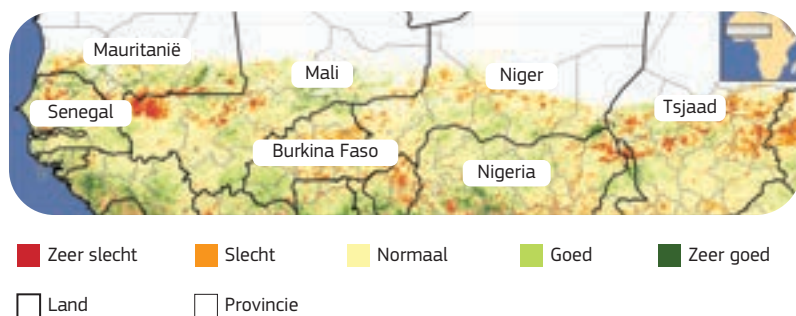 Mauritanië
Mali
Niger
Senegal
Tsjaad
Burkina Faso
Nigeria
Zeer slecht
Slecht
Normaal
Goed
Zeer goed
Land
Provincie